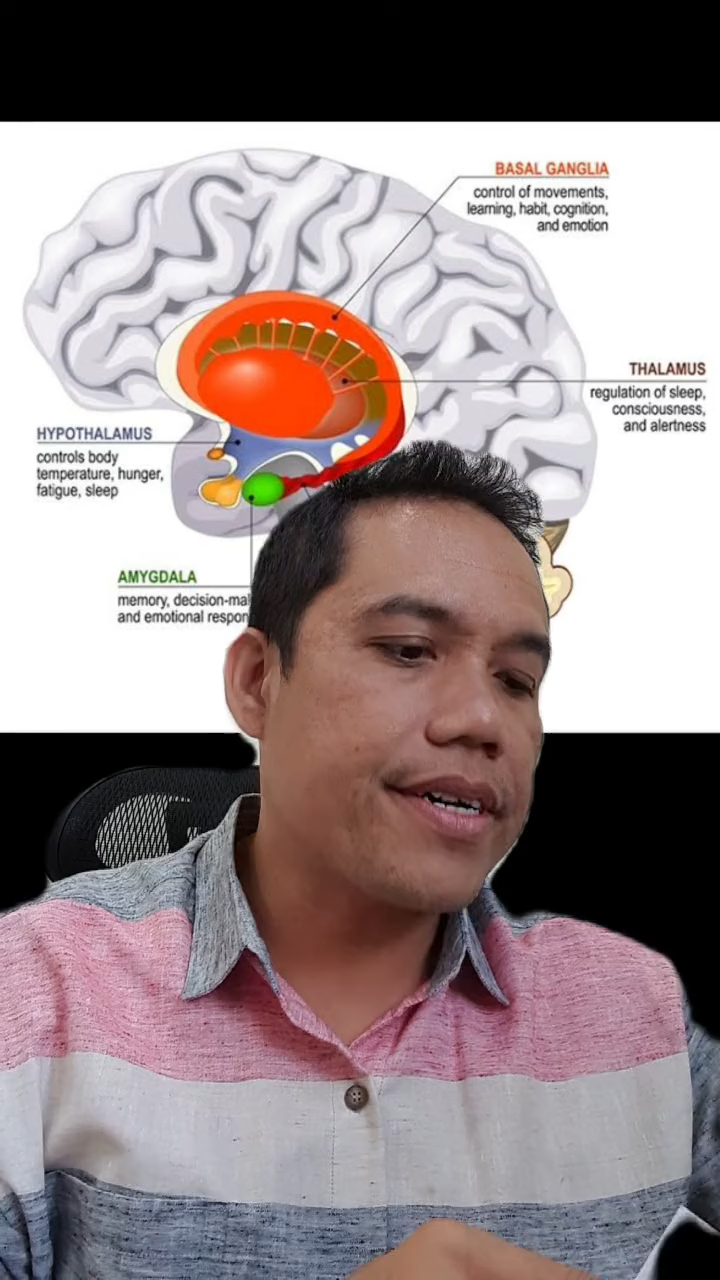 BASAL GANGLIA
control of movements,
learning, habit, cognition,
and emotion
THALAMUS
regulation of sleep,
consciousness,
and alertness
HYPOTHALAMUS
controls body
temperature, hunger,
fatigue, sleep
AMYGDALA
memory,
and emotional